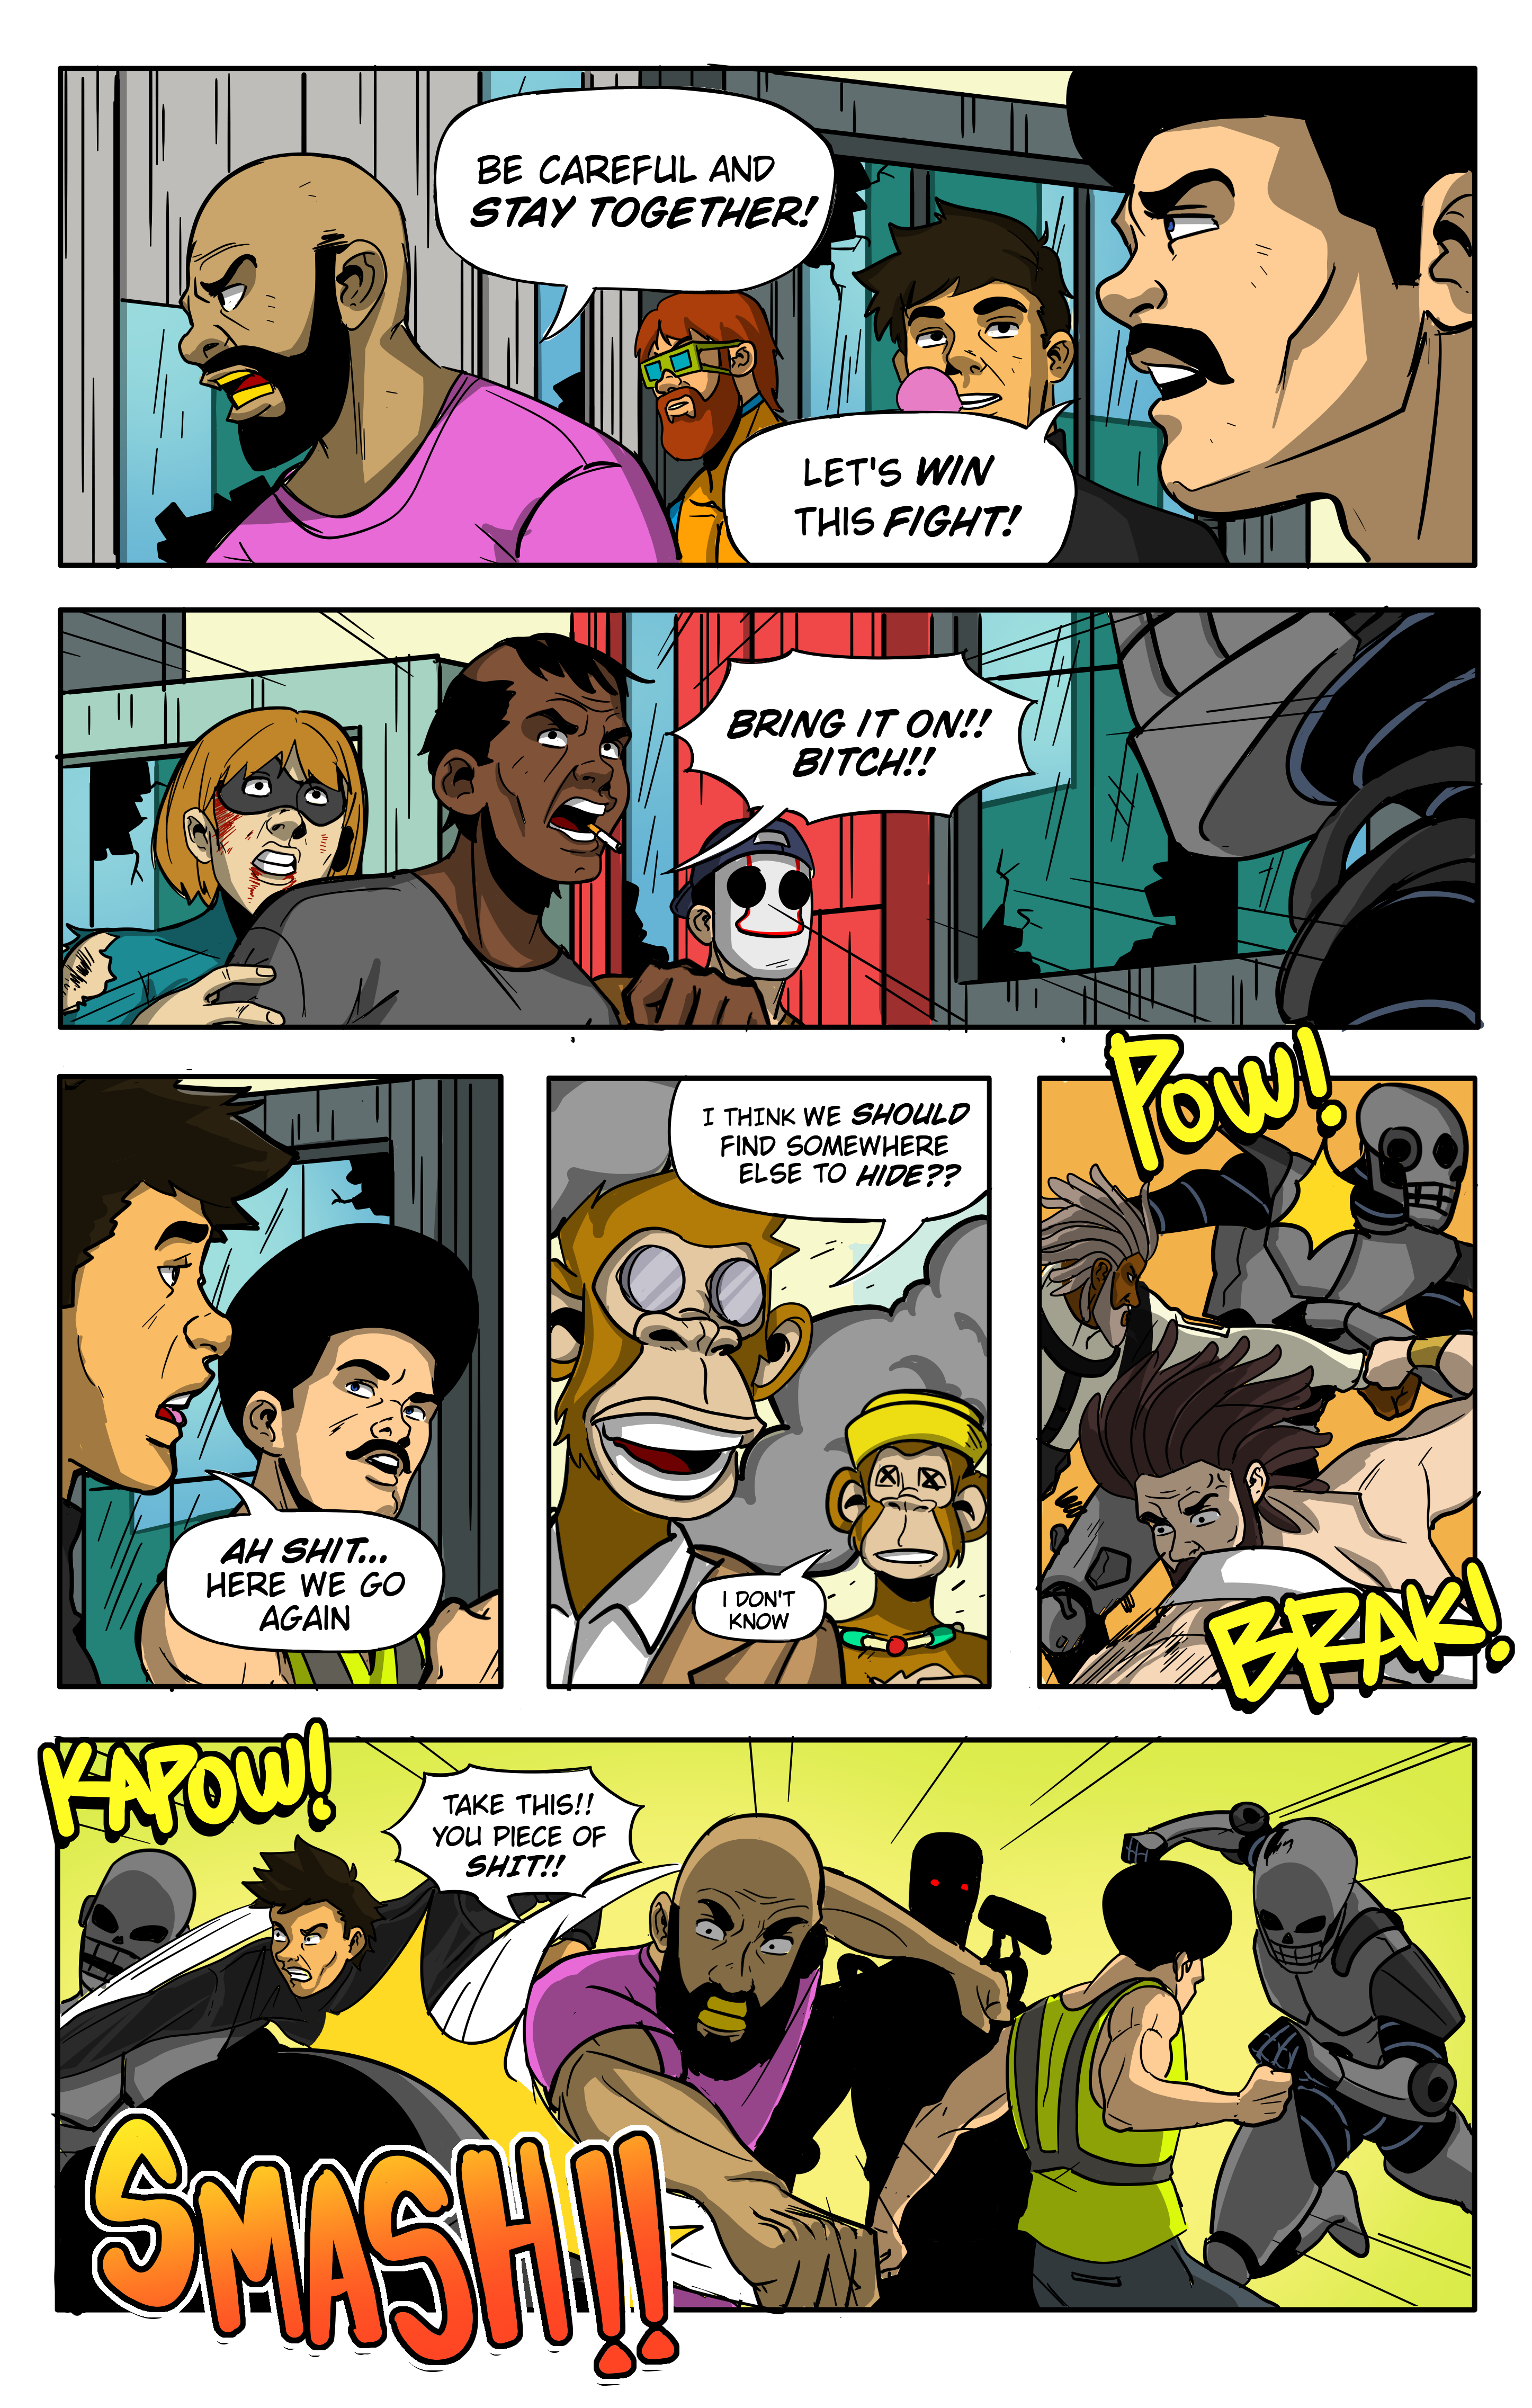 BE CAREFUL AND
STAY TOGETHER!
LET'S WIN
THIS FIGHT!
BRING IT ON!!
BITCH!!
AH SHIT...
HERE WE GO
AGAIN
I THINK WE SHOULD
FIND SOMEWHERE
ELSE TO HIDE??
I DON'T
KNOW
POW!
BRAK!
KAPOW!
TAKE THIS!!
YOU PIECE OF
SHIT!!
SMASH!!